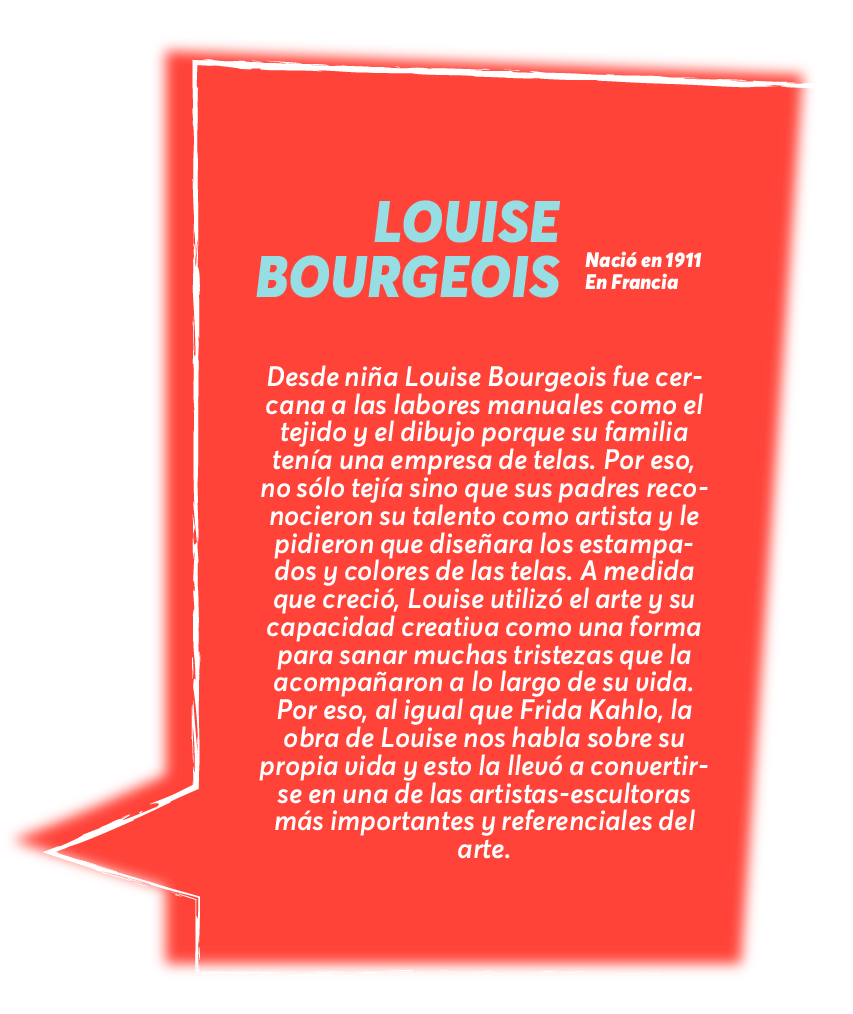 LOUISE
BOURGEOIS
Nació en 1911
En Francia
Desde niña Louise Bourgeois fue cer-
cana a las labores manuales como el
tejido y el dibujo porque su familia
tenía una empresa de telas. Por eso,
no sólo tejía sino que sus padres reco-
nocieron su talento como artista y le
pidieron que diseñara los estampa-
dos y colores de las telas. A medida
que creció, Louise utilizó el arte y su
capacidad creativa como una forma
para sanar muchas tristezas que la
acompañaron a lo largo de su vida.
Por eso, al igual que Frida Kahlo, la
obra de Louise nos habla sobre su
propia vida y esto la llevó a convertir-
se en una de las artistas-escultoras
más importantes y referenciales del
arte.